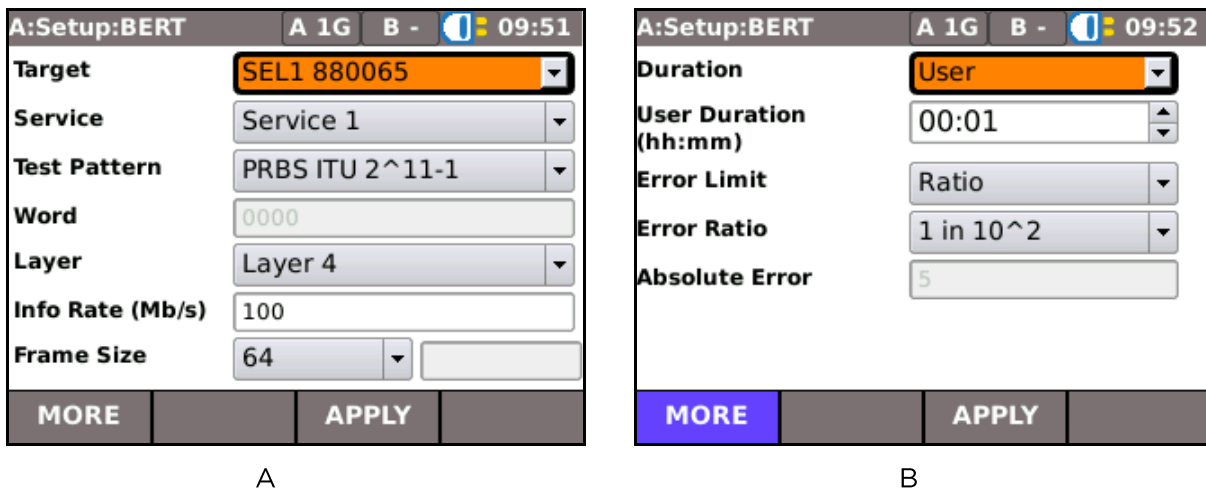 A:Setup:BERT A 1G B - 09:51
Target SEL1 880065
Service Service 1
Test Pattern PRBS ITU 2^11-1
Word 0000
Layer Layer 4
Info Rate (Mb/s) 100
Frame Size 64
MORE APPLY
A
A:Setup:BERT A 1G B - 09:52
Duration User
User Duration
(hh:mm) 00:01
Error Limit Ratio
Error Ratio 1 in 10^2
Absolute Error 5
MORE APPLY
B